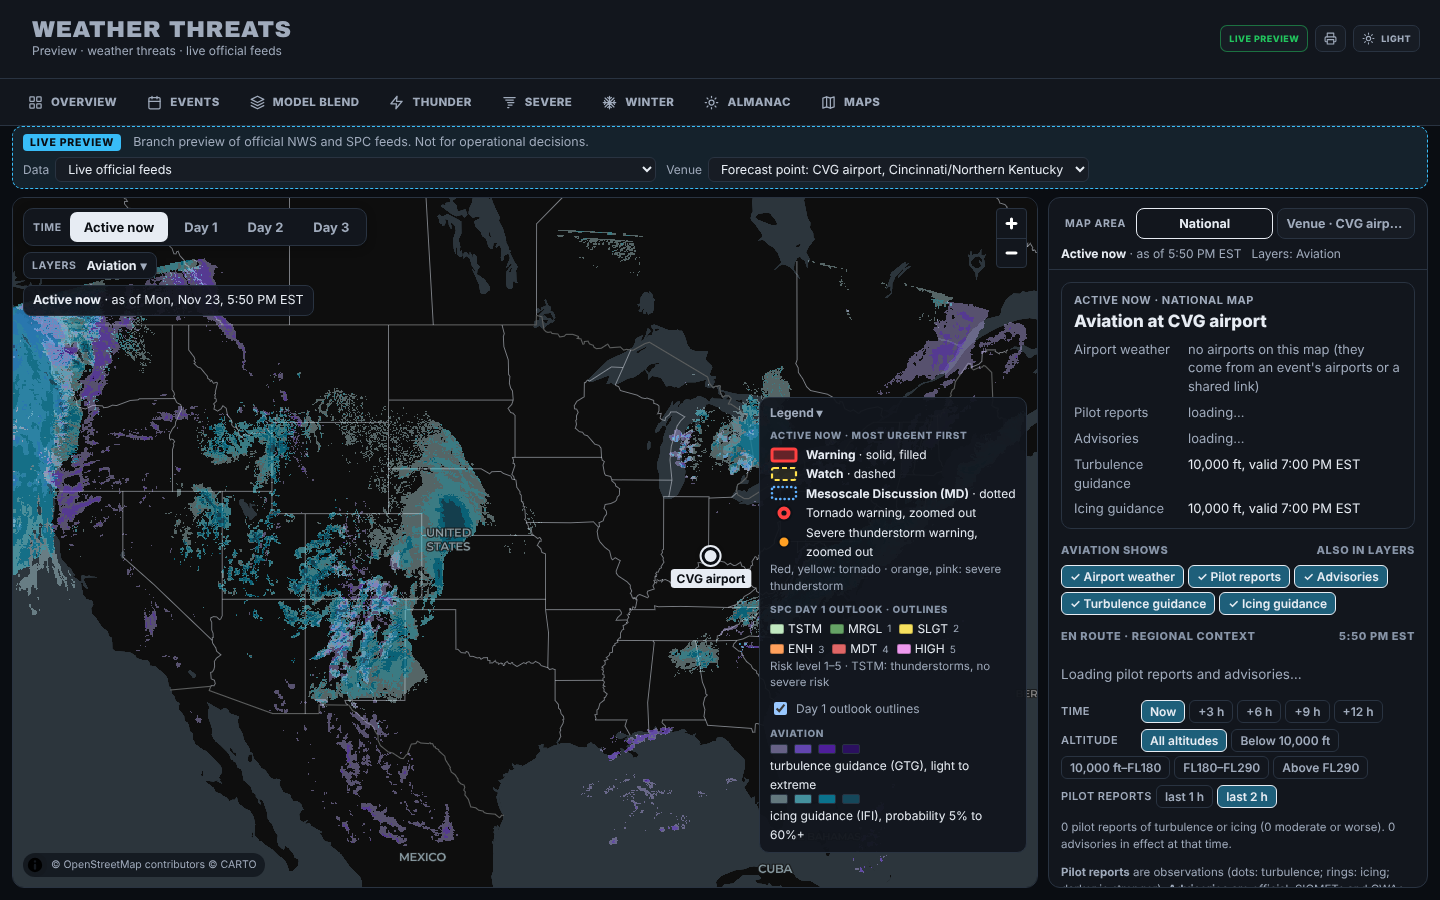 WEATHER THREATS
Preview · weather threats · live official feeds
LIVE PREVIEW
LIGHT
OVERVIEW
EVENTS
MODEL BLEND
THUNDER
SEVERE
WINTER
ALMANAC
MAPS
LIVE PREVIEW Branch preview of official NWS and SPC feeds. Not for operational decisions.
Data Live official feeds Venue Forecast point: CVG airport, Cincinnati/Northern Kentucky
TIME Active now Day 1 Day 2 Day 3
LAYERS Aviation ▾
Active now · as of Mon, Nov 23, 5:50 PM EST
+
−
UNITED
STATES
CVG airport
MEXICO
CUBA
© OpenStreetMap contributors © CARTO
Legend ▾
ACTIVE NOW · MOST URGENT FIRST
Warning · solid, filled
Watch · dashed
Mesoscale Discussion (MD) · dotted
Tornado warning, zoomed out
Severe thunderstorm warning,
zoomed out
Red, yellow: tornado · orange, pink: severe
thunderstorm
SPC DAY 1 OUTLOOK · OUTLINES
TSTM MRGL 1 SLGT 2
ENH 3 MDT 4 HIGH 5
Risk level 1–5 · TSTM: thunderstorms, no
severe risk
Day 1 outlook outlines
AVIATION
turbulence guidance (GTG), light to
extreme
icing guidance (IFI), probability 5% to
60%+
MAP AREA National Venue · CVG airp...
Active now · as of 5:50 PM EST Layers: Aviation
ACTIVE NOW · NATIONAL MAP
Aviation at CVG airport
Airport weather no airports on this map (they
come from an event's airports or a
shared link)
Pilot reports loading...
Advisories loading...
Turbulence
guidance 10,000 ft, valid 7:00 PM EST
Icing guidance 10,000 ft, valid 7:00 PM EST
AVIATION SHOWS ALSO IN LAYERS
✓ Airport weather ✓ Pilot reports ✓ Advisories
✓ Turbulence guidance ✓ Icing guidance
EN ROUTE · REGIONAL CONTEXT 5:50 PM EST
Loading pilot reports and advisories...
TIME Now +3 h +6 h +9 h +12 h
ALTITUDE All altitudes Below 10,000 ft
10,000 ft–FL180 FL180–FL290 Above FL290
PILOT REPORTS last 1 h last 2 h
0 pilot reports of turbulence or icing (0 moderate or worse). 0
advisories in effect at that time.
Pilot reports are observations (dots: turbulence; rings: icing;